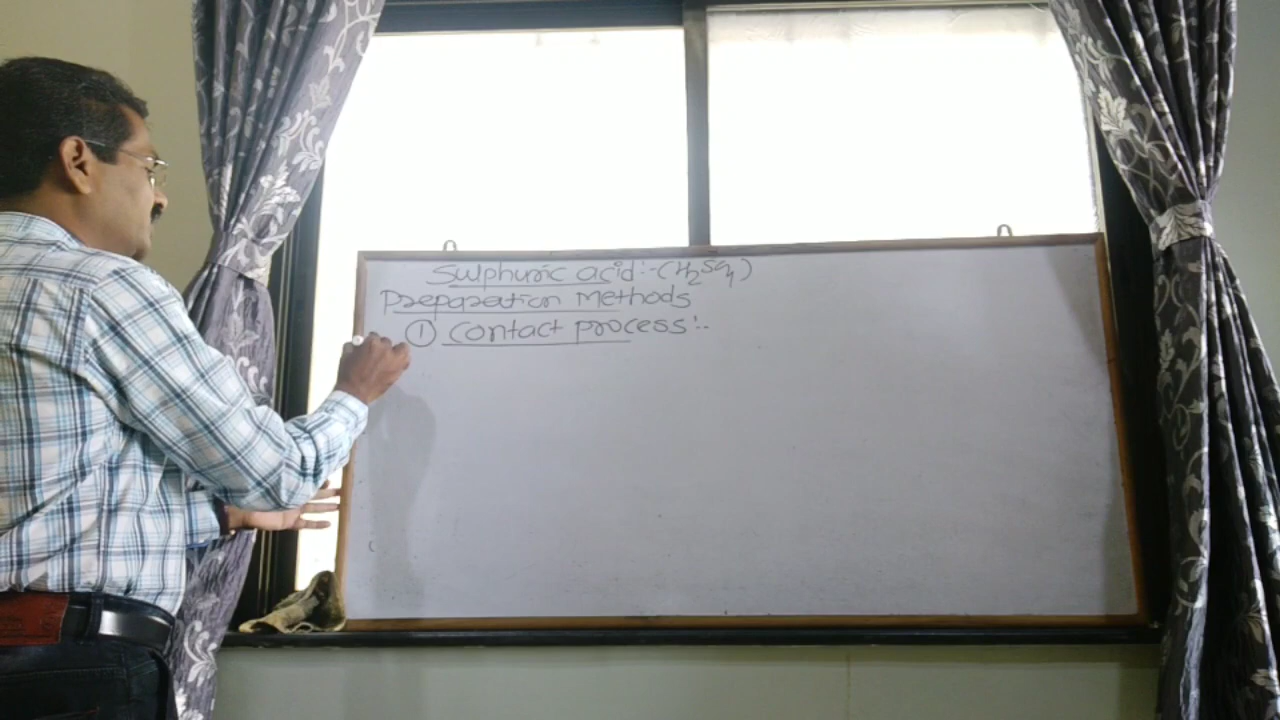 Sulphuric acid:-(H2SO4)
Preparation Methods
① Contact process:-